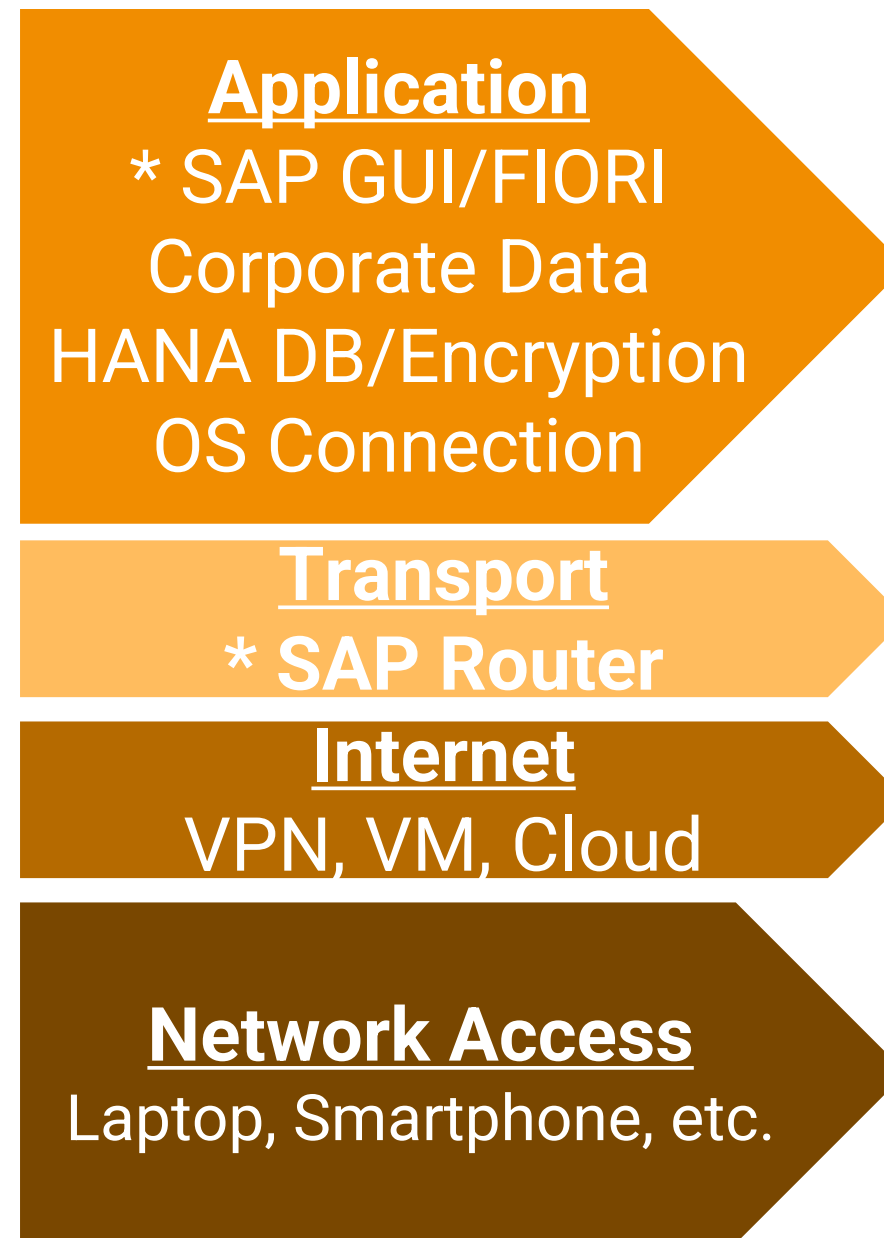 Application
* SAP GUI/FIORI
Corporate Data
HANA DB/Encryption
OS Connection
Transport
* SAP Router
Internet
VPN, VM, Cloud
Network Access
Laptop, Smartphone, etc.